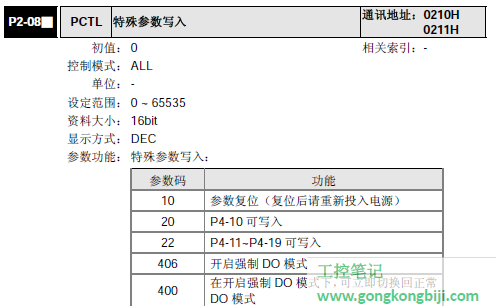 P2-08■ PCTL 特殊参数写入 通讯地址：0210H
0211H
初值：0 相关索引：-
控制模式：ALL
单位：-
设定范围：0 ~ 65535
资料大小：16bit
显示方式：DEC
参数功能：特殊参数写入：
参数码 功能
10 参数复位（复位后请重新投入电源）
20 P4-10 可写入
22 P4-11~P4-19 可写入
406 开启强制 DO 模式
400 在开启强制 DO 模式下，可立即切换回正常
DO 模式
工控笔记
www.gongkongbiji.com